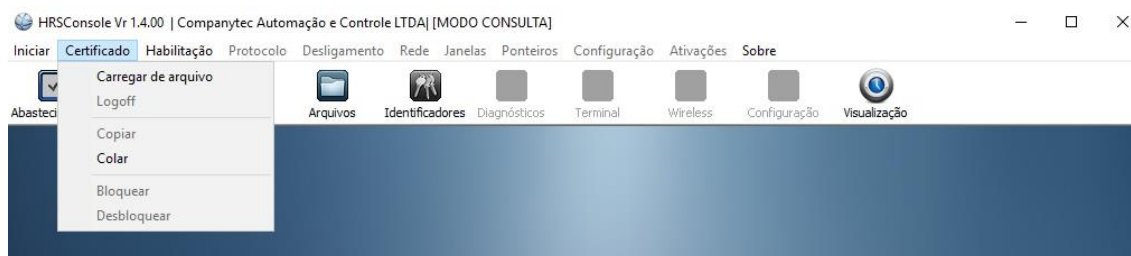 HRSConsole Vr 1.4.00 | Companytec Automação e Controle LTDA| [MODO CONSULTA]
Iniciar Certificado Habilitação Protocolo Desligamento Rede Janelas Ponteiros Configuração Ativações Sobre
Carregar de arquivo
Logoff
Copiar
Colar
Bloquear
Desbloquear
Abasteci Arquivos Identificadores Diagnósticos Terminal Wireless Configuração Visualização